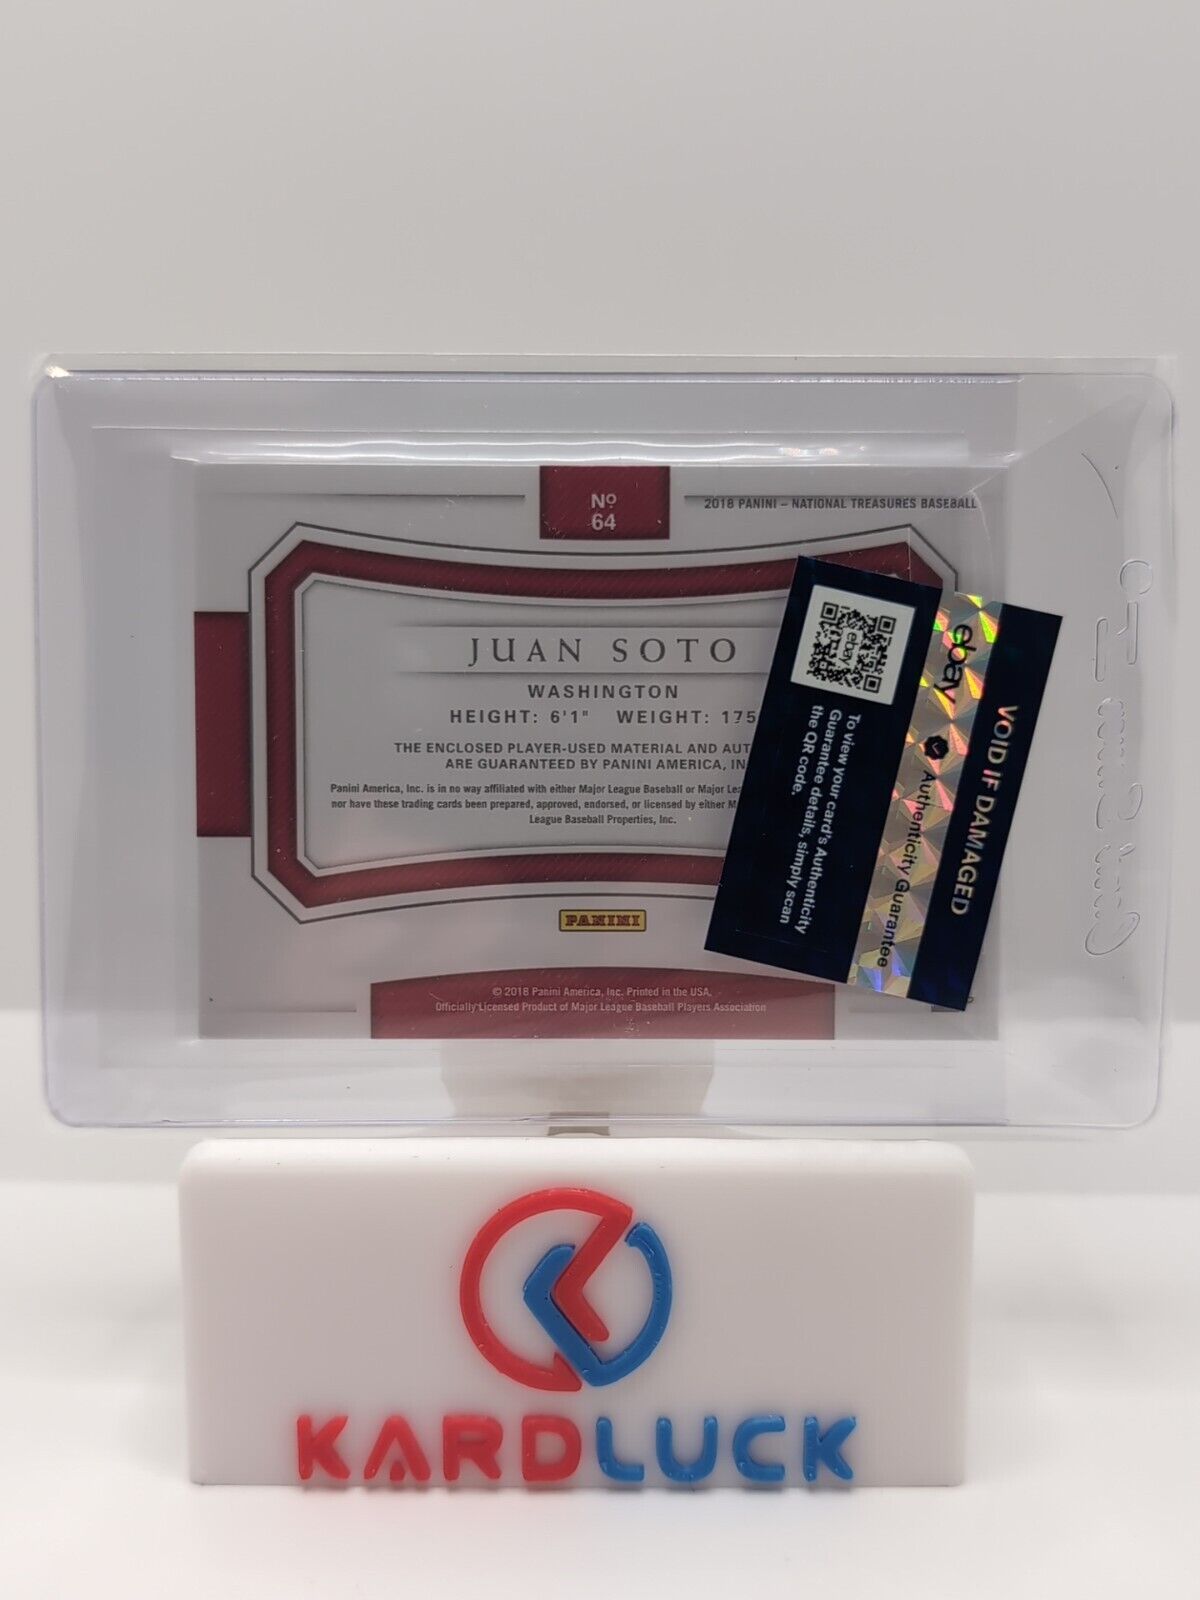 Nº
64
2018 PANINI – NATIONAL TREASURES BASEBALL
JUAN SOTO
WASHINGTON
HEIGHT: 6'1" WEIGHT: 175
THE ENCLOSED PLAYER-USED MATERIAL AND
ARE GUARANTEED BY PANINI AMERICA,
Panini America, Inc. is in no way affiliated with either Major League Baseball or Major
nor have these trading cards been prepared, approved, endorsed, or licensed by either
League Baseball Properties, Inc.
PANINI
© 2018 Panini America, Inc. Printed in the USA.
Officially Licensed Product of Major League Baseball Players Association
ebay
To view your card's Authenticity
Guarantee details, simply scan
the QR code.
ebay Authenticity Guarantee
VOID IF DAMAGED
KARDLUCK